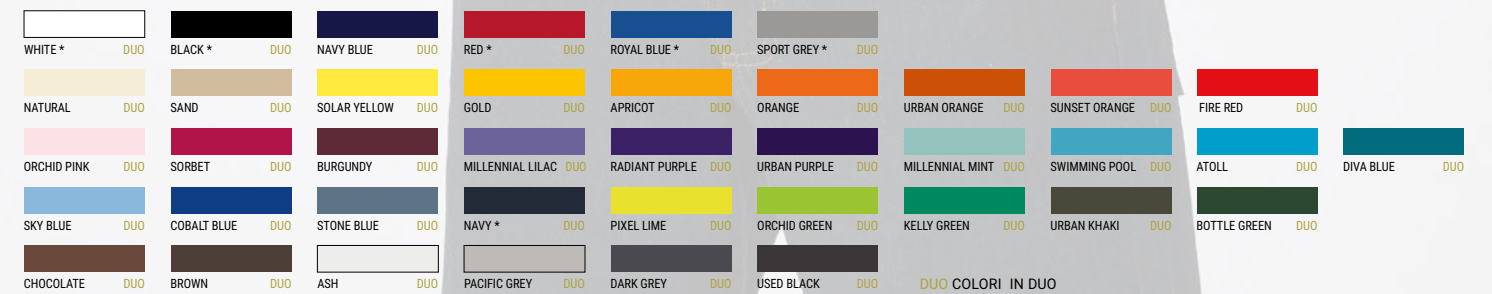 WHITE * DUO BLACK * DUO NAVY BLUE DUO RED * DUO ROYAL BLUE * DUO SPORT GREY * DUO
NATURAL DUO SAND DUO SOLAR YELLOW DUO GOLD DUO APRICOT DUO ORANGE DUO URBAN ORANGE DUO SUNSET ORANGE DUO FIRE RED DUO
ORCHID PINK DUO SORBET DUO BURGUNDY DUO MILLENNIAL LILAC DUO RADIANT PURPLE DUO URBAN PURPLE DUO MILLENNIAL MINT DUO SWIMMING POOL DUO ATOLL DUO DIVA BLUE DUO
SKY BLUE DUO COBALT BLUE DUO STONE BLUE DUO NAVY * DUO PIXEL LIME DUO ORCHID GREEN DUO KELLY GREEN DUO URBAN KHAKI DUO BOTTLE GREEN DUO
CHOCOLATE DUO BROWN DUO ASH DUO PACIFIC GREY DUO DARK GREY DUO USED BLACK DUO DUO COLORI IN DUO